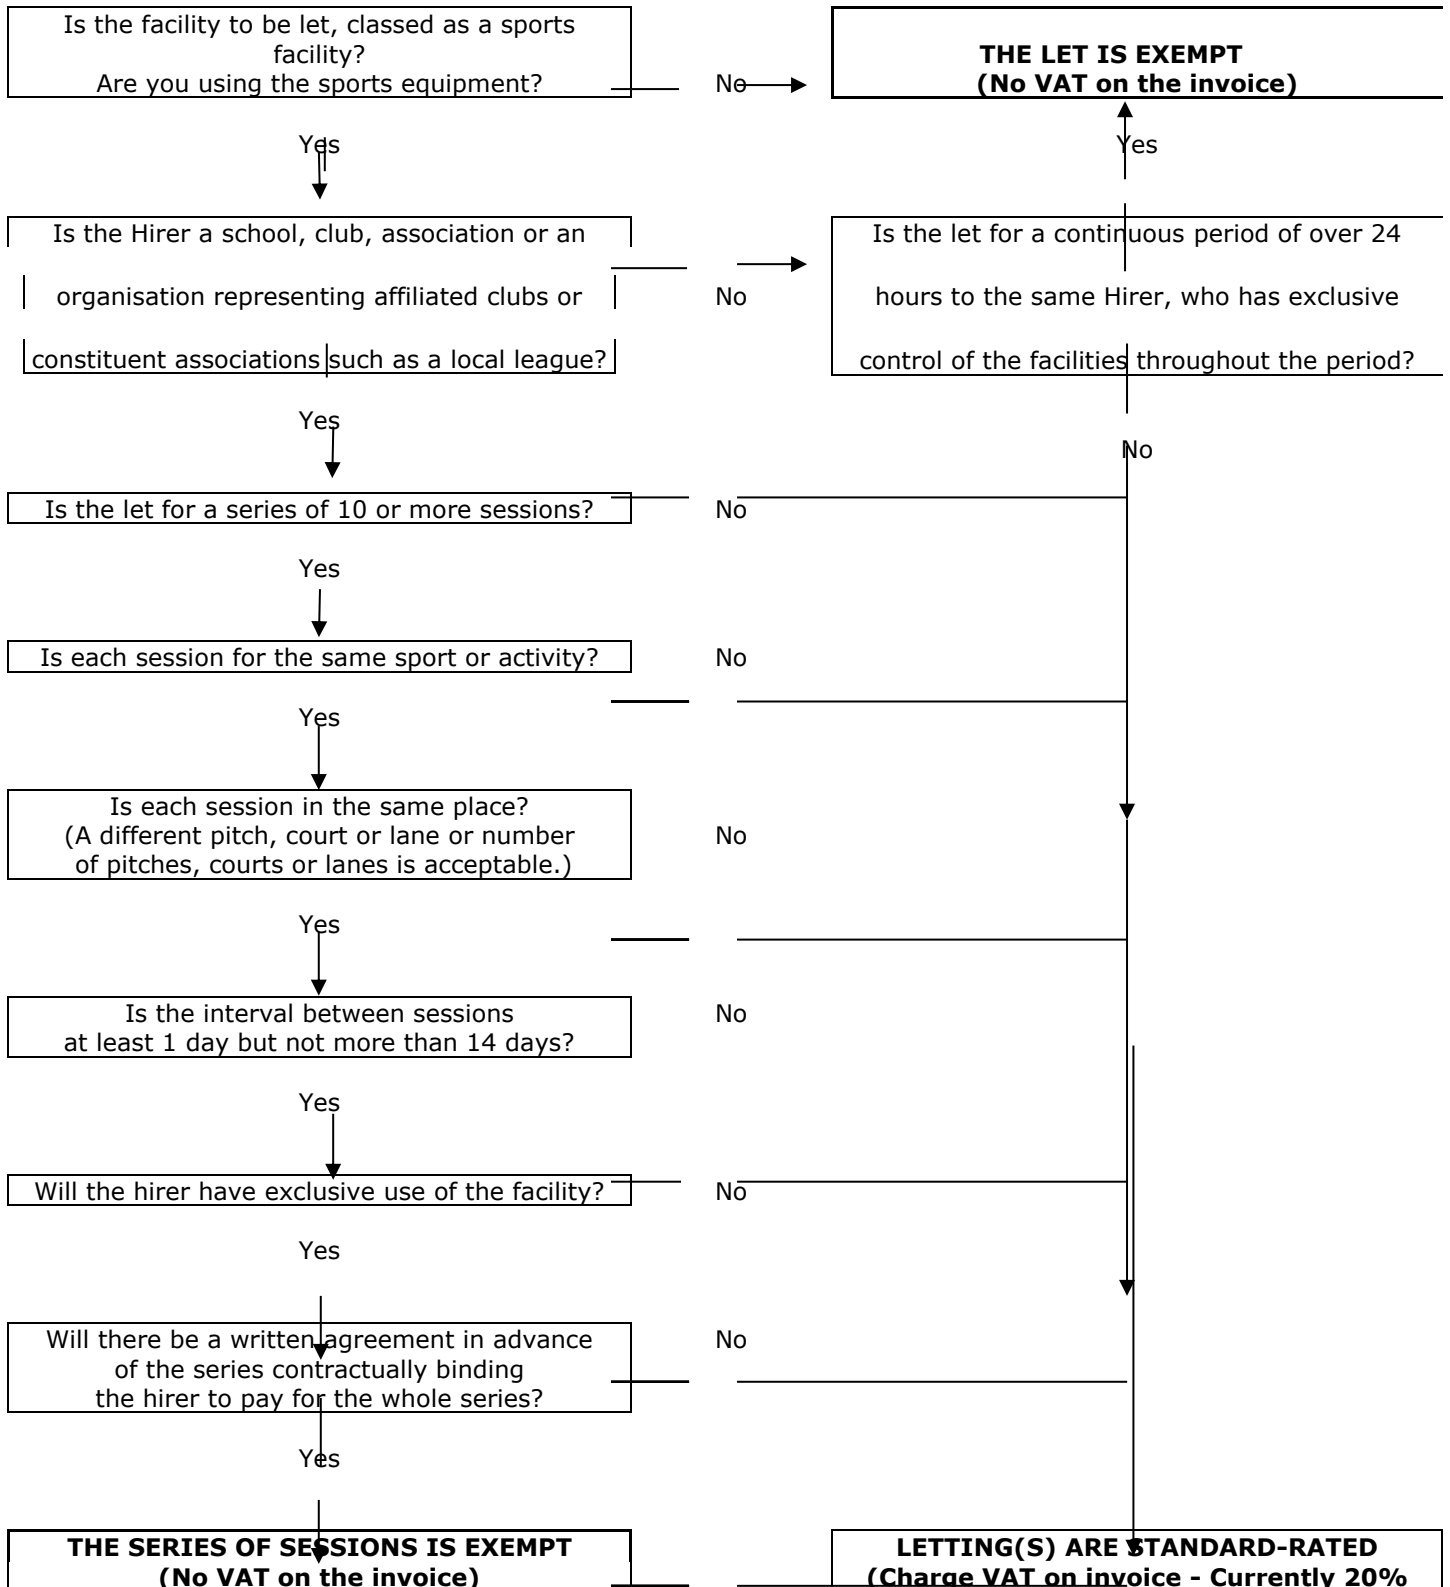 Is the facility to be let, classed as a sports
facility?
Are you using the sports equipment?
No
THE LET IS EXEMPT
(No VAT on the invoice)
Yes
Yes
Is the Hirer a school, club, association or an
organisation representing affiliated clubs or
constituent associations such as a local league?
No
Is the let for a continuous period of over 24
hours to the same Hirer, who has exclusive
control of the facilities throughout the period?
Yes
No
Is the let for a series of 10 or more sessions?
No
Yes
Is each session for the same sport or activity?
No
Yes
Is each session in the same place?
(A different pitch, court or lane or number
of pitches, courts or lanes is acceptable.)
No
Yes
Is the interval between sessions
at least 1 day but not more than 14 days?
No
Yes
Will the hirer have exclusive use of the facility?
No
Yes
Will there be a written agreement in advance
of the series contractually binding
the hirer to pay for the whole series?
No
Yes
THE SERIES OF SESSIONS IS EXEMPT
(No VAT on the invoice)
LETTING(S) ARE STANDARD-RATED
(Charge VAT on invoice - Currently 20%